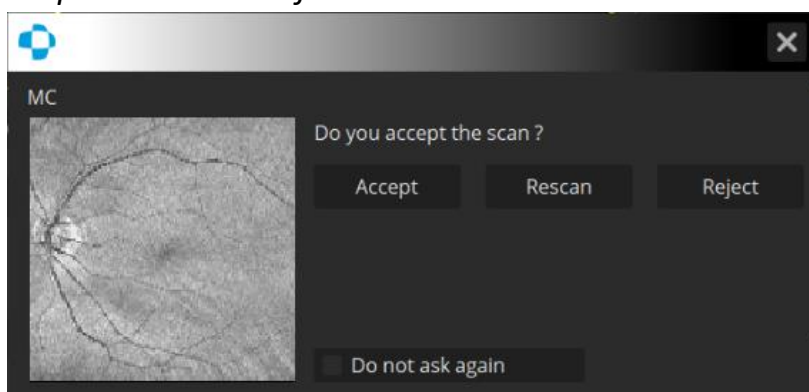 MC
Do you accept the scan ?
Accept Rescan Reject
Do not ask again